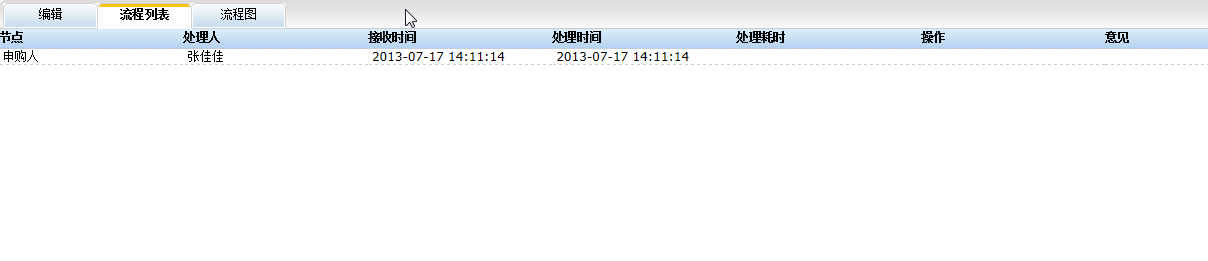 编辑 流程列表 流程图
节点 处理人 接收时间 处理时间 处理耗时 操作 意见
申购人 张佳佳 2013-07-17 14:11:14 2013-07-17 14:11:14